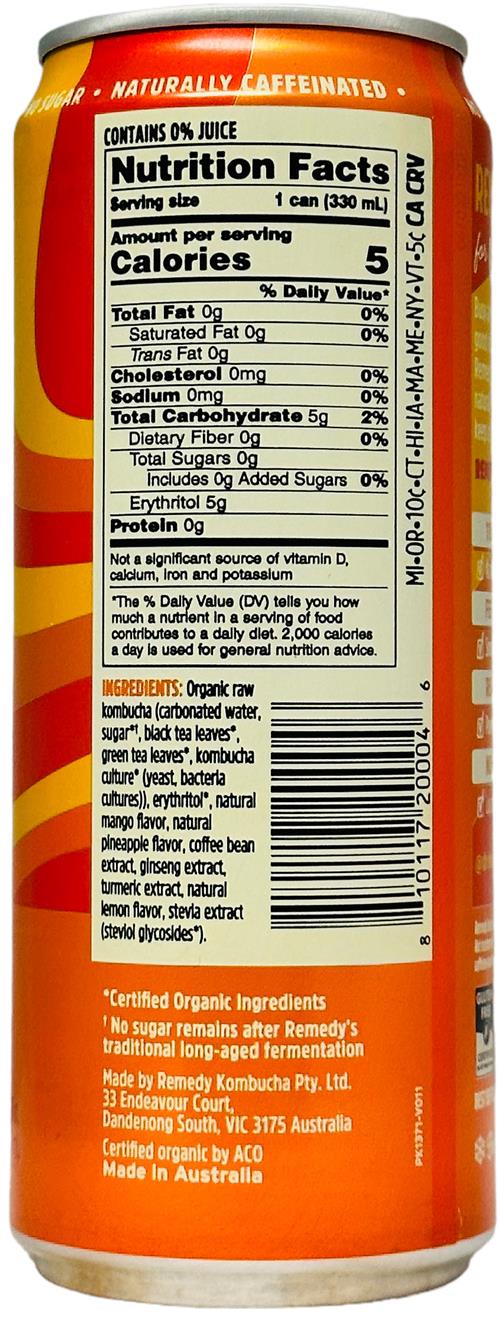 NO SUGAR • NATURALLY CAFFEINATED •
CONTAINS 0% JUICE
Nutrition Facts
Serving size 1 can (330 mL)
Amount per serving
Calories 5
% Daily Value*
Total Fat 0g 0%
Saturated Fat 0g 0%
Trans Fat 0g
Cholesterol 0mg 0%
Sodium 0mg 0%
Total Carbohydrate 5g 2%
Dietary Fiber 0g 0%
Total Sugars 0g
Includes 0g Added Sugars 0%
Erythritol 5g
Protein 0g
Not a significant source of vitamin D,
calcium, iron and potassium
*The % Daily Value (DV) tells you how
much a nutrient in a serving of food
contributes to a daily diet. 2,000 calories
a day is used for general nutrition advice.
MI•OR•10¢•CT•HI•IA•MA•ME•NY•VT•5¢ CA CRV
INGREDIENTS: Organic raw
kombucha (carbonated water,
sugar*†, black tea leaves*,
green tea leaves*, kombucha
culture* (yeast, bacteria
cultures)), erythritol*, natural
mango flavor, natural
pineapple flavor, coffee bean
extract, ginseng extract,
turmeric extract, natural
lemon flavor, stevia extract
(steviol glycosides*).
8 10117 20004 6
*Certified Organic Ingredients
† No sugar remains after Remedy's
traditional long-aged fermentation
Made by Remedy Kombucha Pty. Ltd.
33 Endeavour Court,
Dandenong South, VIC 3175 Australia
Certified organic by ACO
Made in Australia
PK1371-V011